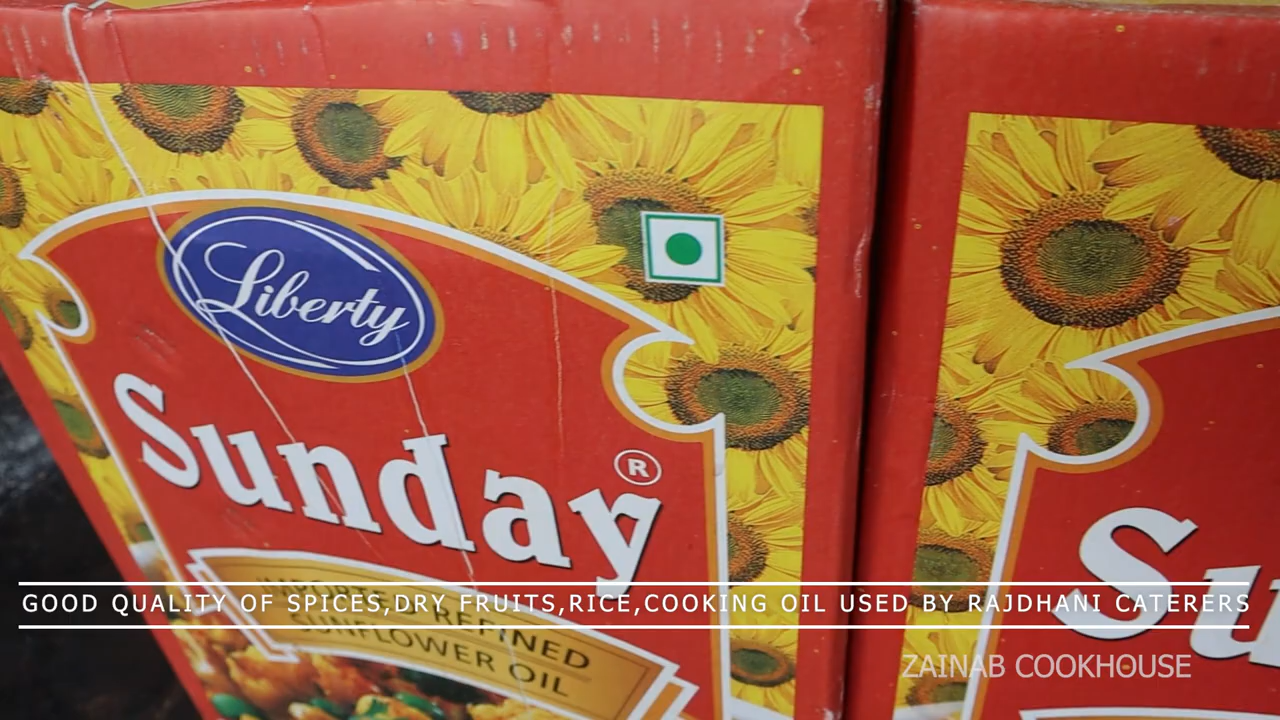 Liberty
Sunday®
IMPORTED REFINED
SUNFLOWER OIL
Su
GOOD QUALITY OF SPICES,DRY FRUITS,RICE,COOKING OIL USED BY RAJDHANI CATERERS
ZAINAB COOKHOUSE